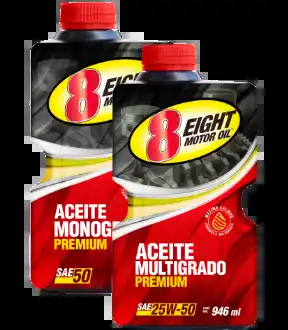 8 EIGHT
MOTOR OIL
ACEITE
MONOG
PREMIUM
SAE 50
8 EIGHT
MOTOR OIL
ACEITE
MULTIGRADO
PREMIUM
SAE 25W-50
946 ml